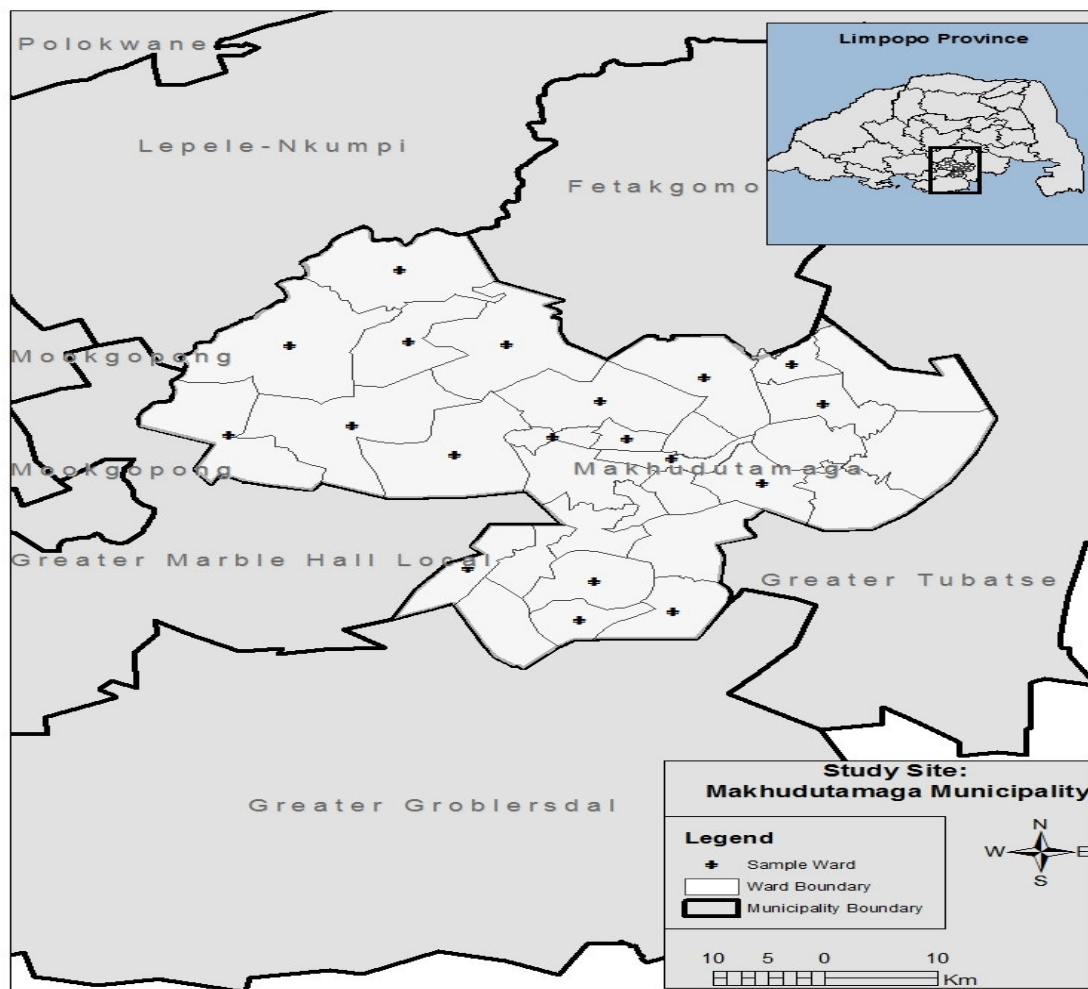 Polokwane
Limpopo Province
Lepele-Nkumpi
Fetakgomo
Mookgopong
Mookgopong
Makhudutamaga
Greater Marble Hall Local
Greater Tubatse
Greater Groblersdal
Study Site:
Makhudutamaga Municipality
Legend
Sample Ward
Ward Boundary
Municipality Boundary
N
W E
S
10 5 0 10
Km